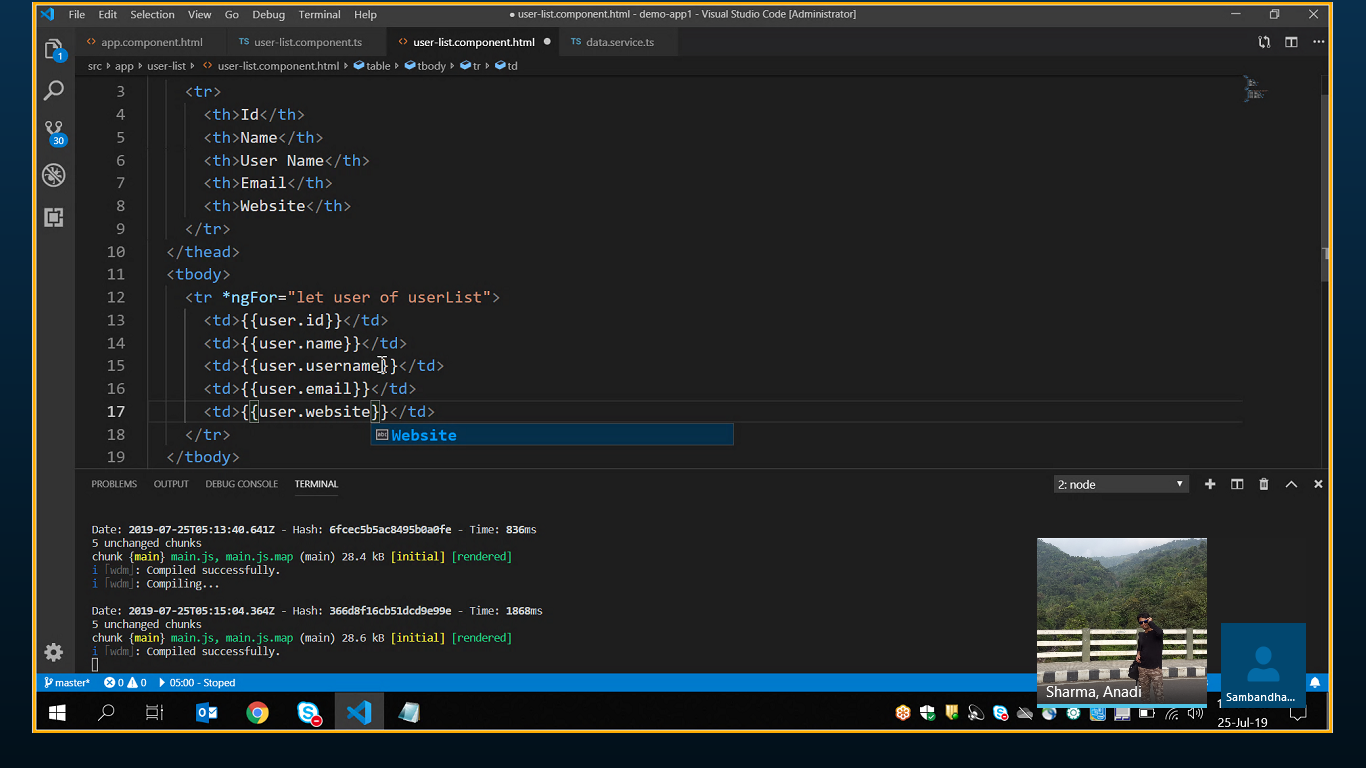 File Edit Selection View Go Debug Terminal Help ● user-list.component.html - demo-app1 - Visual Studio Code [Administrator]
app.component.html TS user-list.component.ts user-list.component.html TS data.service.ts
src > app > user-list > user-list.component.html > table > tbody > tr > td
1
30
3 <tr>
4 <th>Id</th>
5 <th>Name</th>
6 <th>User Name</th>
7 <th>Email</th>
8 <th>Website</th>
9 </tr>
10 </thead>
11 <tbody>
12 <tr *ngFor="let user of userList">
13 <td>{{user.id}}</td>
14 <td>{{user.name}}</td>
15 <td>{{user.username}}</td>
16 <td>{{user.email}}</td>
17 <td>{{user.website}}</td>
18 </tr>
abc Website
19 </tbody>
PROBLEMS OUTPUT DEBUG CONSOLE TERMINAL 2: node
Date: 2019-07-25T05:13:40.641Z - Hash: 6fcec5b5ac8495b0a0fe - Time: 836ms
5 unchanged chunks
chunk {main} main.js, main.js.map (main) 28.4 kB [initial] [rendered]
i ｢wdm｣: Compiled successfully.
i ｢wdm｣: Compiling...
Date: 2019-07-25T05:15:04.364Z - Hash: 366d8f16cb51dcd9e99e - Time: 1868ms
5 unchanged chunks
chunk {main} main.js, main.js.map (main) 28.6 kB [initial] [rendered]
i ｢wdm｣: Compiled successfully.
master* 0 0 05:00 - Stoped
Sharma, Anadi
Sambandha...
25-Jul-19